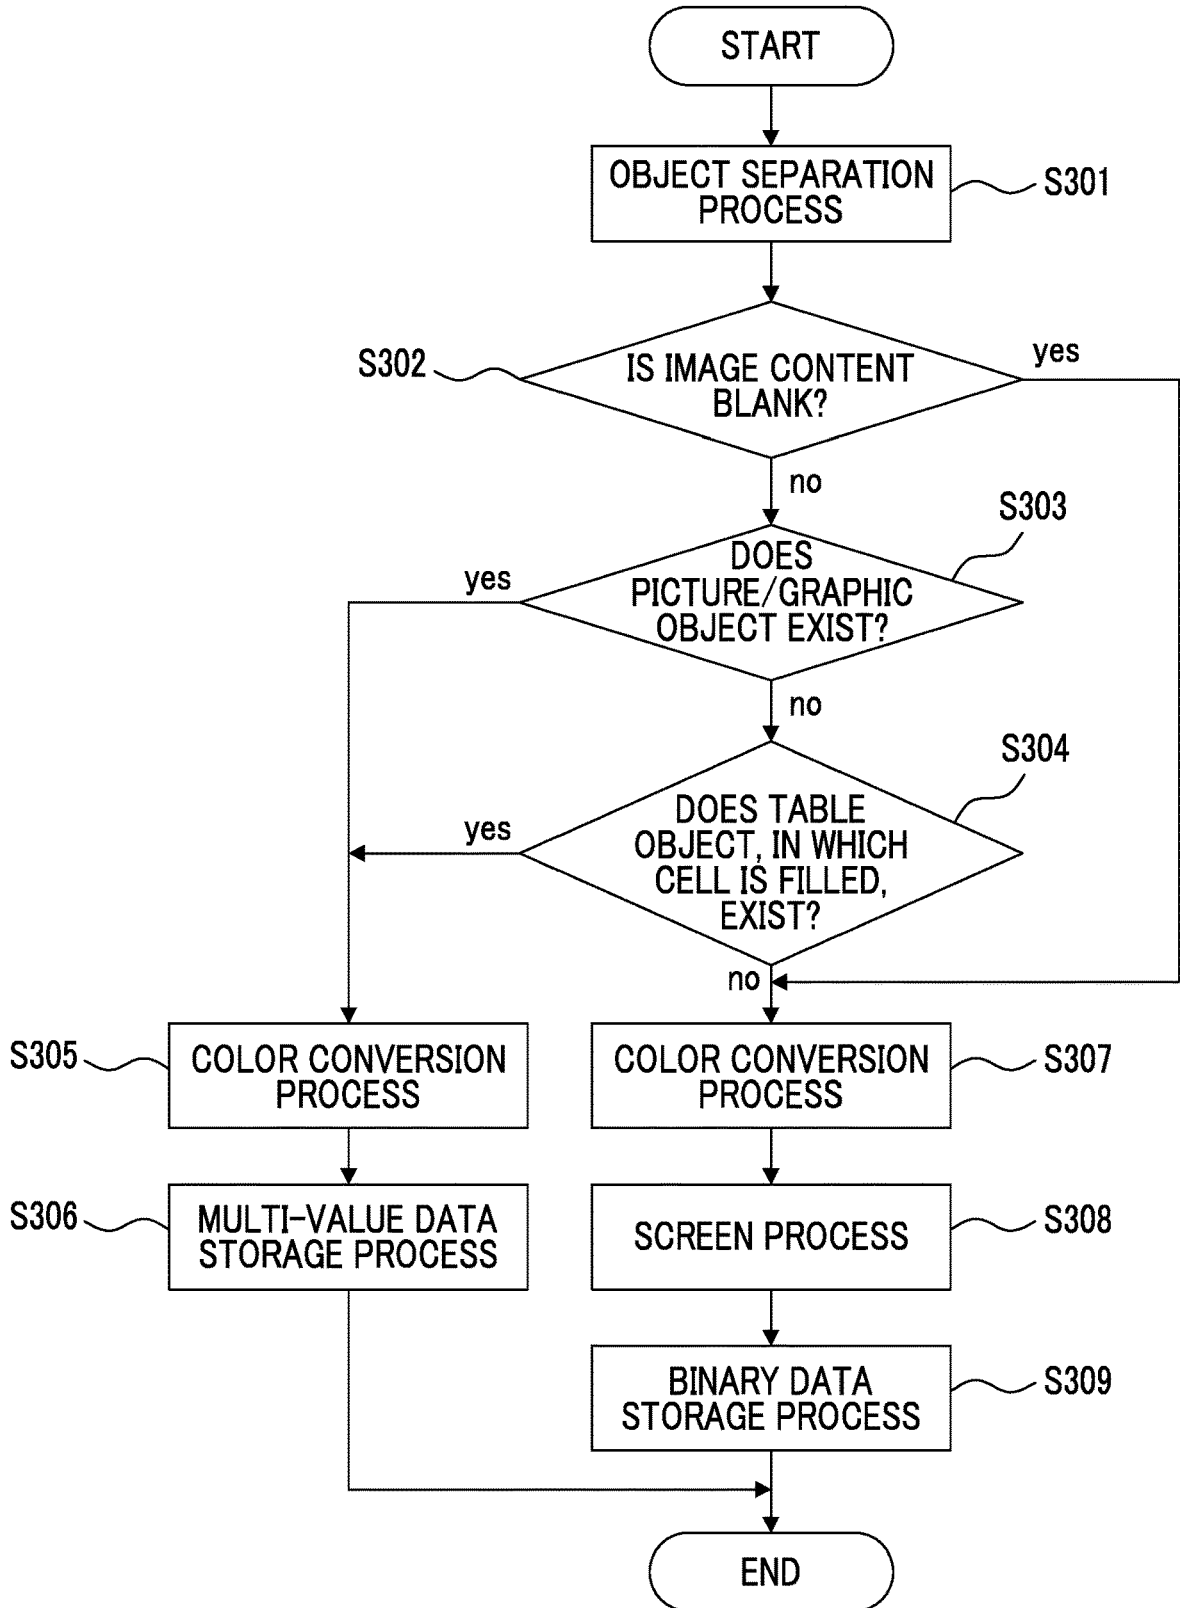 START
OBJECT SEPARATION
PROCESS
S301
S302
IS IMAGE CONTENT
BLANK?
yes
no
S303
DOES
PICTURE/GRAPHIC
OBJECT EXIST?
yes
no
S304
DOES TABLE
OBJECT, IN WHICH
CELL IS FILLED,
EXIST?
yes
no
S305
COLOR CONVERSION
PROCESS
COLOR CONVERSION
PROCESS
S307
S306
MULTI-VALUE DATA
STORAGE PROCESS
SCREEN PROCESS
S308
BINARY DATA
STORAGE PROCESS
S309
END